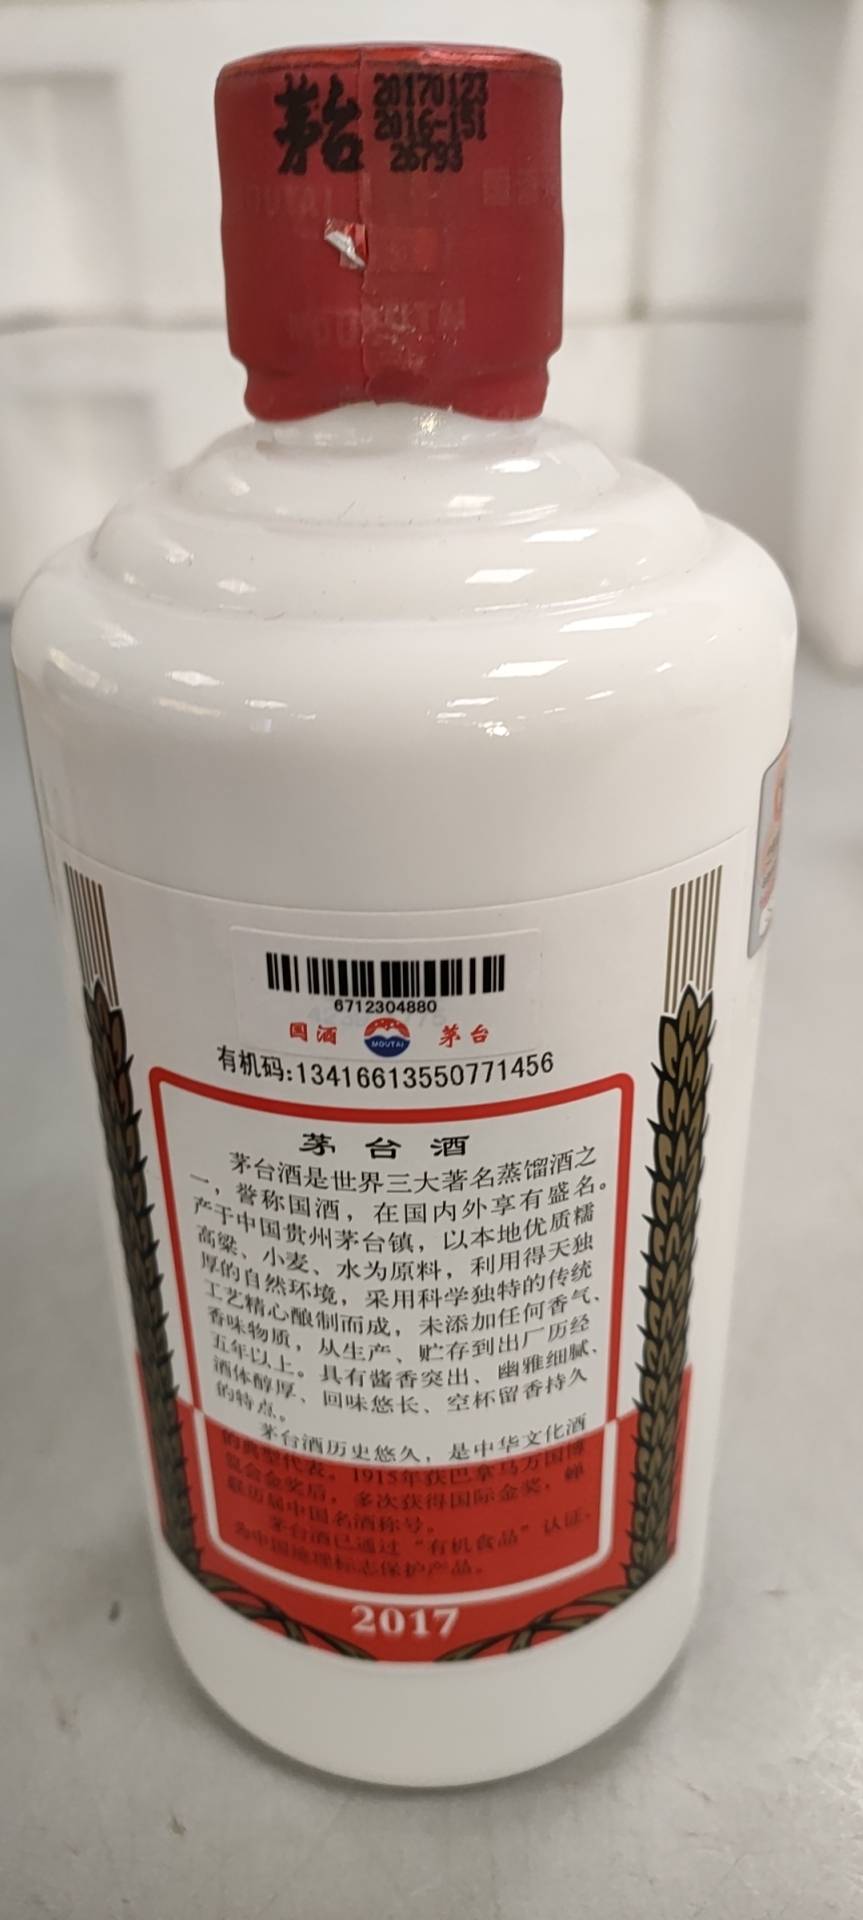 茅台
20170123
2016-151
26793
6712304880
国酒
MOUTAI
茅台
有机码:13416613550771456
茅台酒
茅台酒是世界三大著名蒸馏酒之
一，誉称国酒，在国内外享有盛名。
产于中国贵州茅台镇，以本地优质糯
高粱、小麦、水为原料，利用得天独
厚的自然环境，采用科学独特的传统
工艺精心酿制而成，未添加任何香气、
香味物质，从生产、贮存到出厂历经
五年以上。具有酱香突出、幽雅细腻、
酒体醇厚、回味悠长、空杯留香持久
的特点。
茅台酒历史悠久，是中华文化酒
的典型代表。1915年获巴拿马万国博
览会金奖后，多次获得国际金奖，蝉
联历届中国名酒称号。
茅台酒已通过“有机食品”认证，
为中国地理标志保护产品。
2017